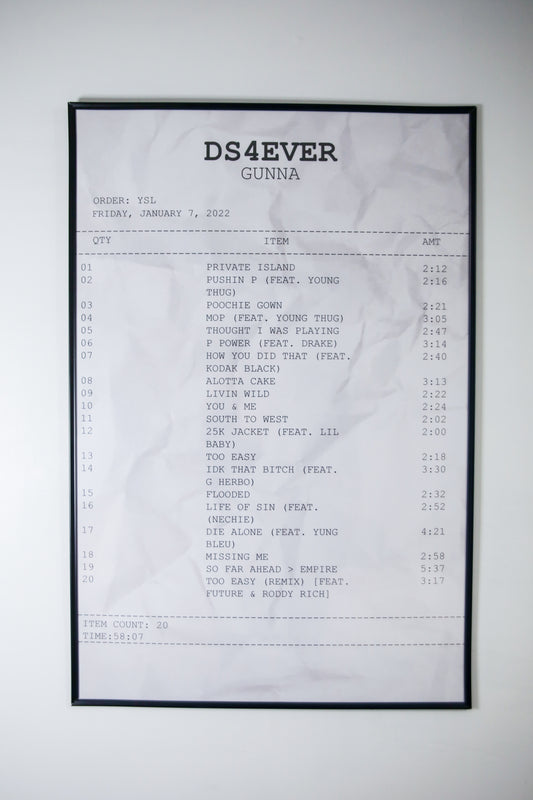 DS4EVER
GUNNA
ORDER: YSL
FRIDAY, JANUARY 7, 2022
QTY ITEM AMT
01 PRIVATE ISLAND 2:12
02 PUSHIN P (FEAT. YOUNG 2:16
THUG)
03 POOCHIE GOWN 2:21
04 MOP (FEAT. YOUNG THUG) 3:05
05 THOUGHT I WAS PLAYING 2:47
06 P POWER (FEAT. DRAKE) 3:14
07 HOW YOU DID THAT (FEAT. 2:40
KODAK BLACK)
08 ALOTTA CAKE 3:13
09 LIVIN WILD 2:22
10 YOU & ME 2:24
11 SOUTH TO WEST 2:02
12 25K JACKET (FEAT. LIL 2:00
BABY)
13 TOO EASY 2:18
14 IDK THAT BITCH (FEAT. 3:30
G HERBO)
15 FLOODED 2:32
16 LIFE OF SIN (FEAT. 2:52
(NECHIE)
17 DIE ALONE (FEAT. YUNG 4:21
BLEU)
18 MISSING ME 2:58
19 SO FAR AHEAD > EMPIRE 5:37
20 TOO EASY (REMIX) [FEAT. 3:17
FUTURE & RODDY RICH]
ITEM COUNT: 20
TIME:58:07